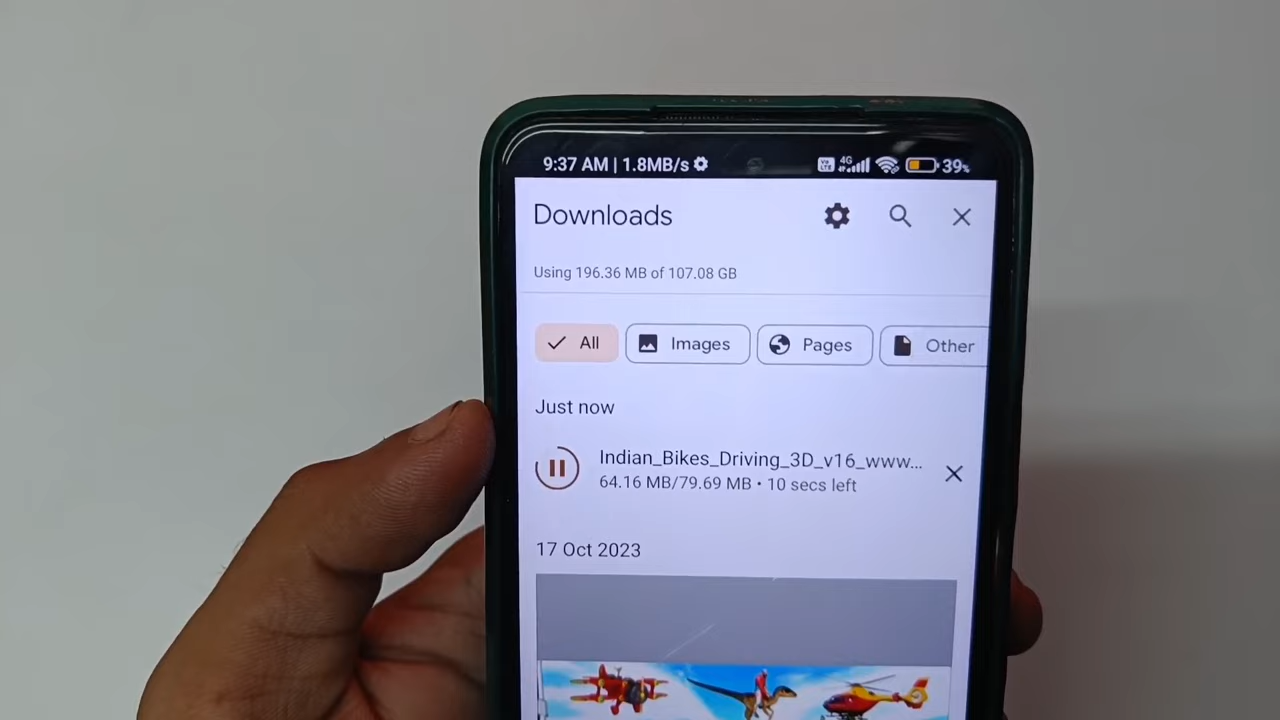 9:37 AM | 1.8MB/s 4G 39%
Downloads
Using 196.36 MB of 107.08 GB
All Images Pages Other
Just now
Indian_Bikes_Driving_3D_v16_www...
64.16 MB/79.69 MB • 10 secs left
17 Oct 2023